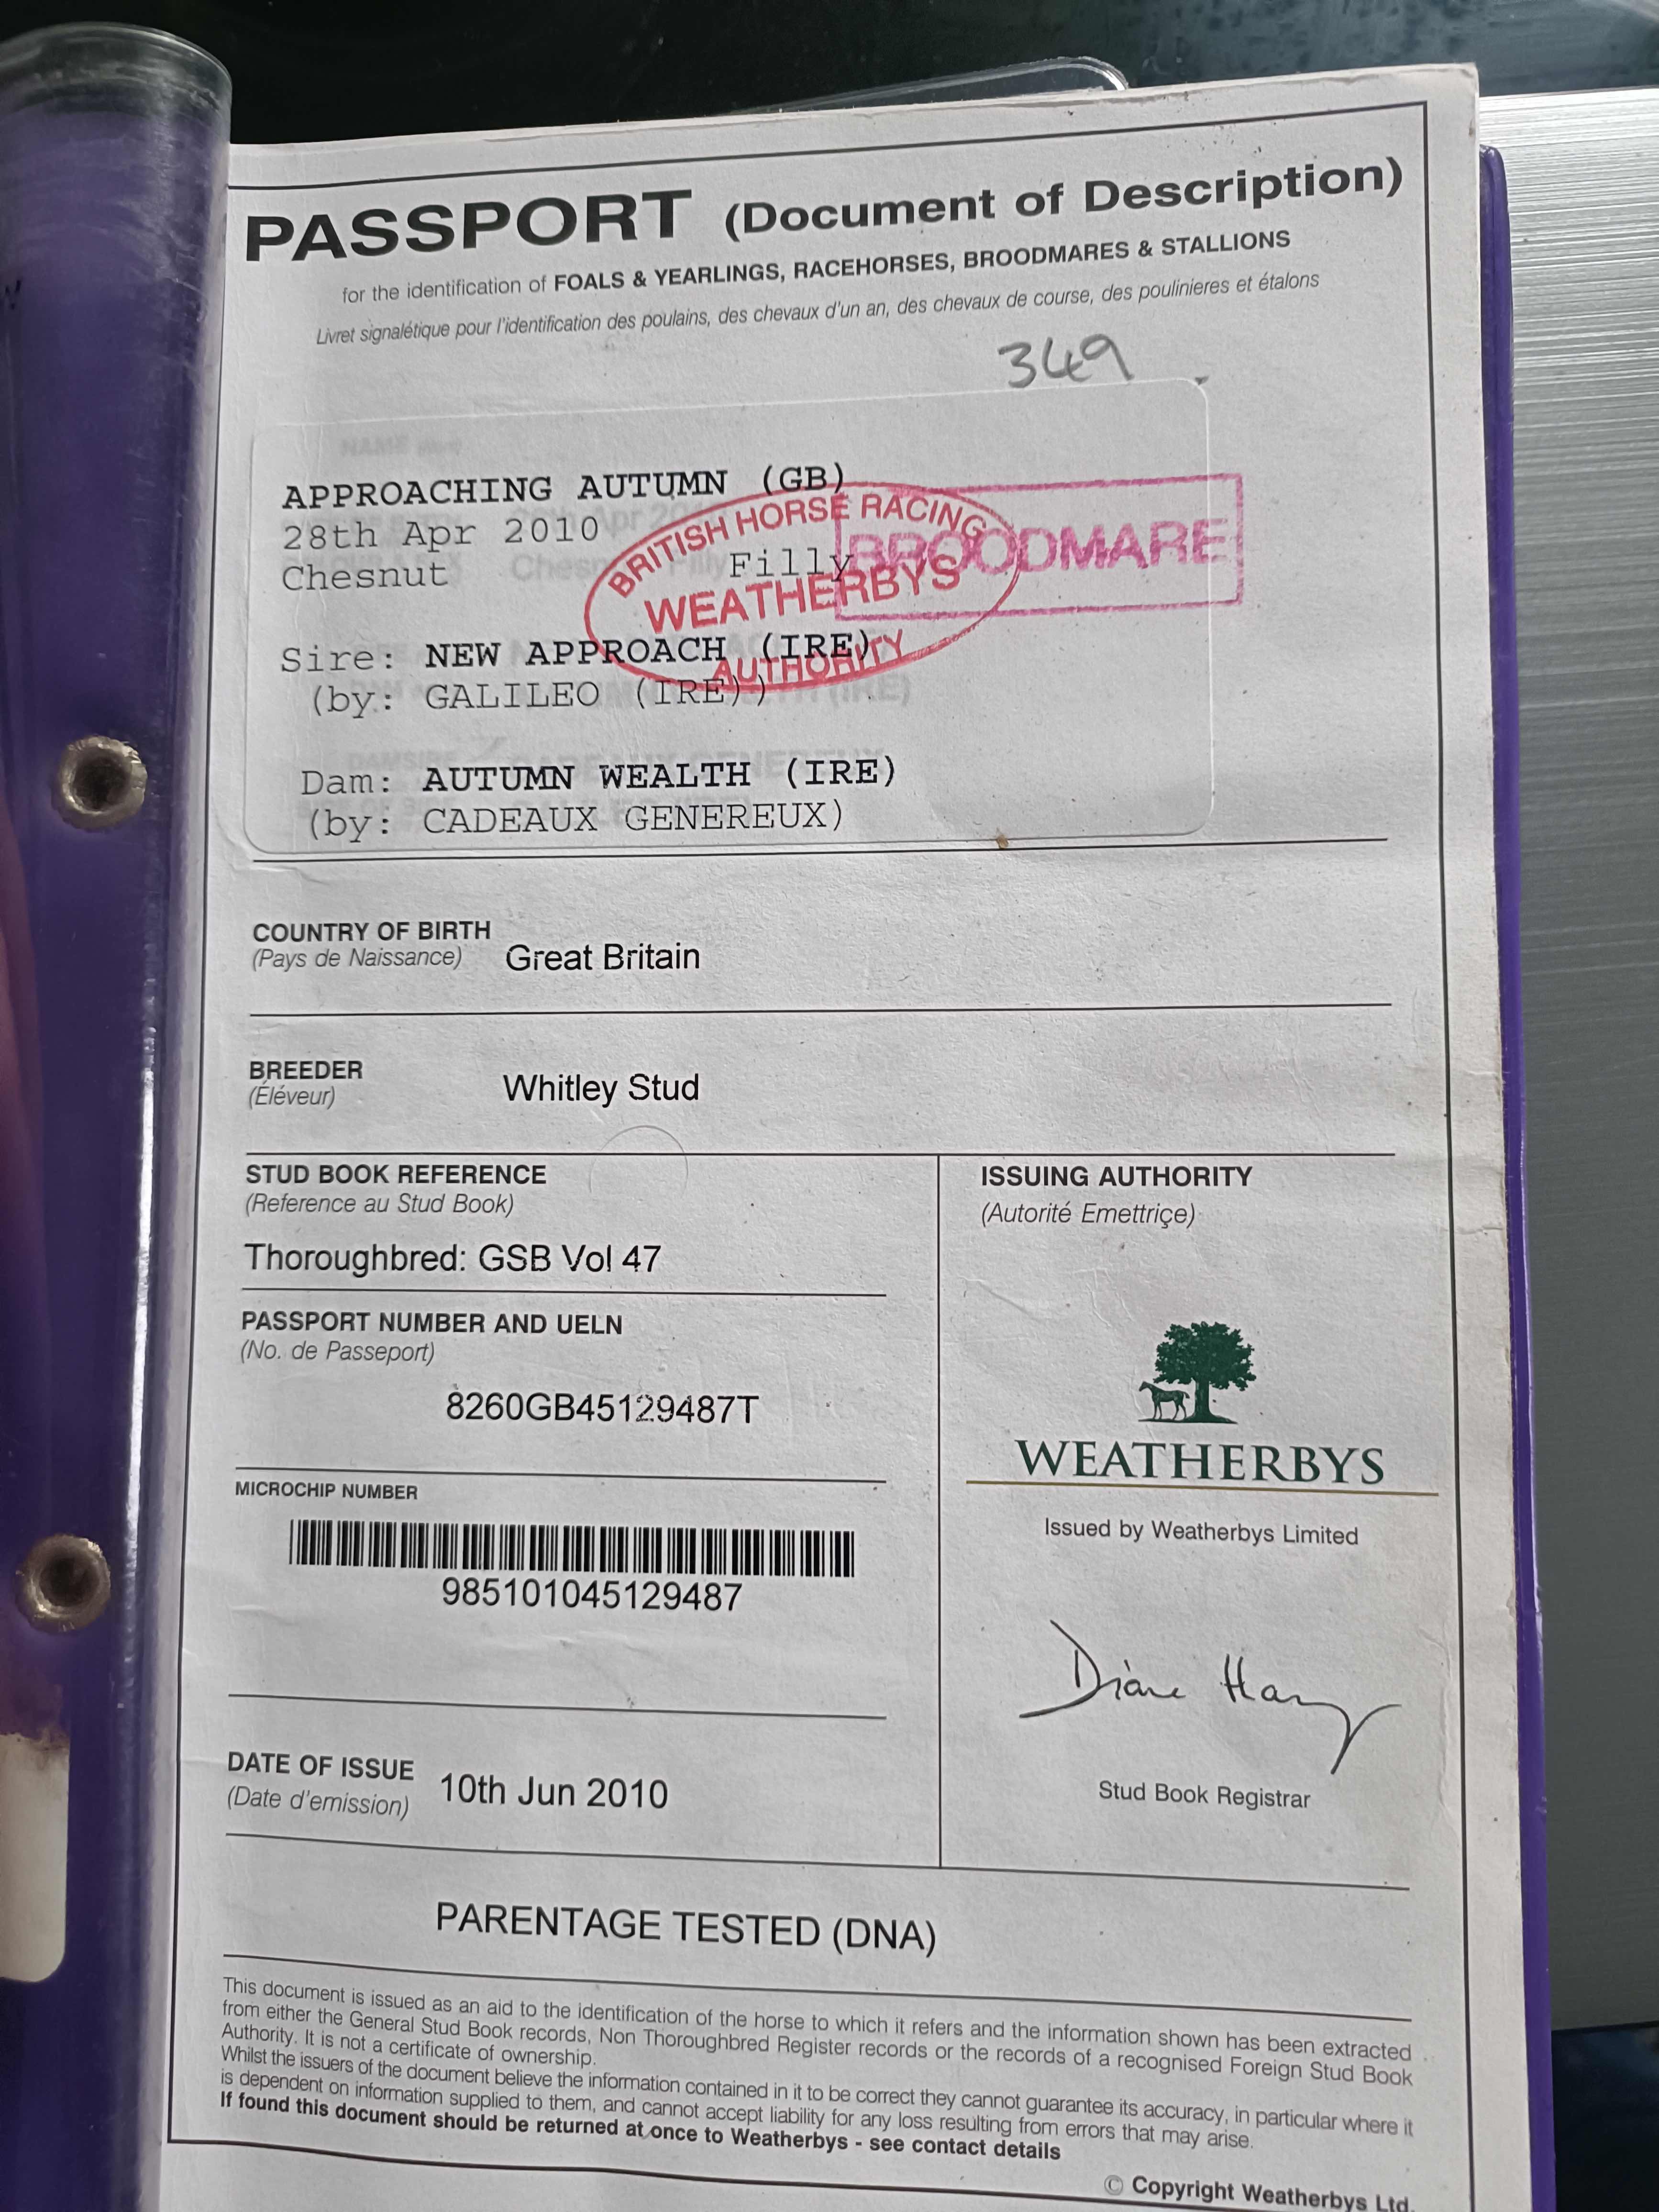 PASSPORT (Document of Description)
for the identification of FOALS & YEARLINGS, RACEHORSES, BROODMARES & STALLIONS
Livret signalétique pour l'identification des poulains, des chevaux d'un an, des chevaux de course, des poulinieres et étalons
349
APPROACHING AUTUMN (GB)
28th Apr 2010
Chesnut Filly
BRITISH HORSE RACING
WEATHERBYS
AUTHORITY
BROODMARE
Sire: NEW APPROACH (IRE)
(by: GALILEO (IRE))
Dam: AUTUMN WEALTH (IRE)
(by: CADEAUX GENEREUX)
COUNTRY OF BIRTH
(Pays de Naissance) Great Britain
BREEDER
(Éléveur) Whitley Stud
STUD BOOK REFERENCE
(Reference au Stud Book)
Thoroughbred: GSB Vol 47
PASSPORT NUMBER AND UELN
(No. de Passeport)
8260GB45129487T
MICROCHIP NUMBER
985101045129487
DATE OF ISSUE
(Date d'emission) 10th Jun 2010
ISSUING AUTHORITY
(Autorité Emettriçe)
WEATHERBYS
Issued by Weatherbys Limited
Diane Han
Stud Book Registrar
PARENTAGE TESTED (DNA)
This document is issued as an aid to the identification of the horse to which it refers and the information shown has been extracted
from either the General Stud Book records, Non Thoroughbred Register records or the records of a recognised Foreign Stud Book
Authority. It is not a certificate of ownership.
Whilst the issuers of the document believe the information contained in it to be correct they cannot guarantee its accuracy, in particular where it
is dependent on information supplied to them, and cannot accept liability for any loss resulting from errors that may arise.
If found this document should be returned at once to Weatherbys - see contact details
© Copyright Weatherbys Ltd.